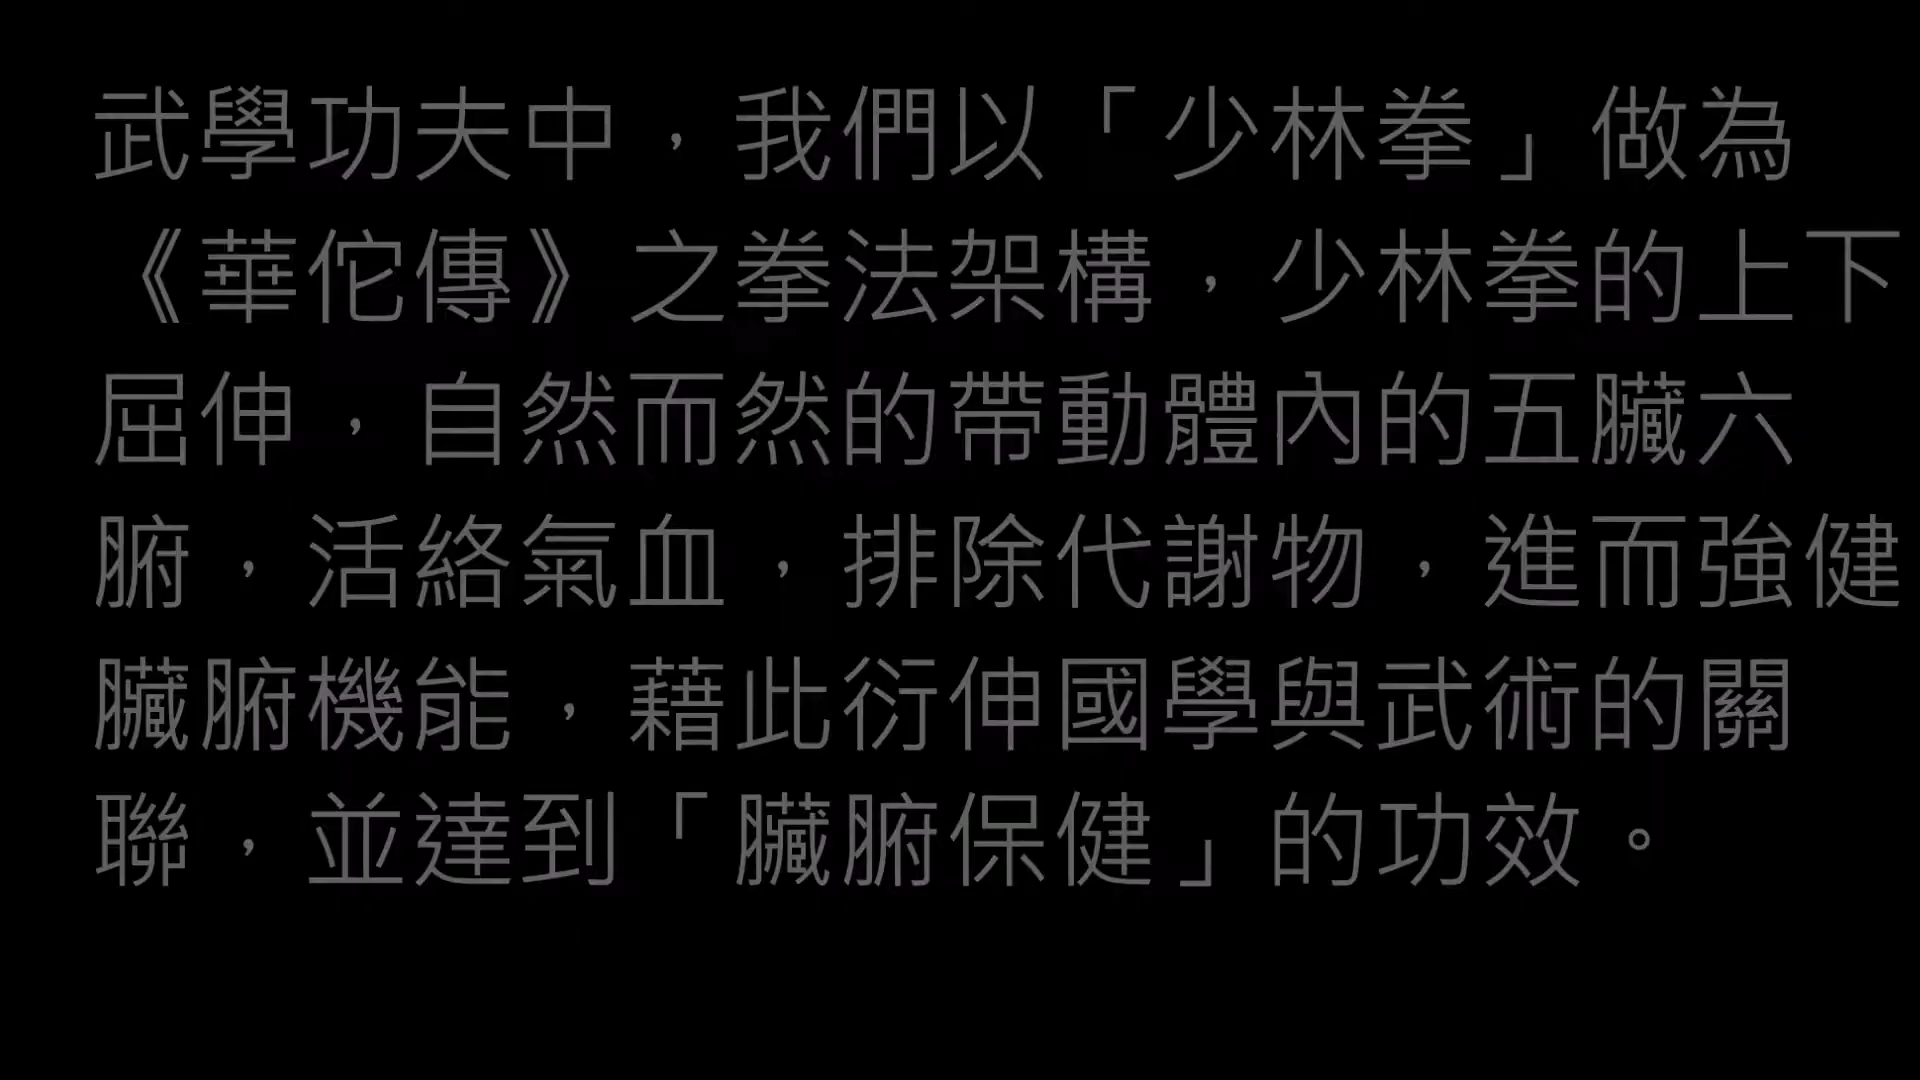 武學功夫中，我們以「少林拳」做為
《華佗傳》之拳法架構，少林拳的上下
屈伸，自然而然的帶動體內的五臟六
腑，活絡氣血，排除代謝物，進而強健
臟腑機能，藉此衍伸國學與武術的關
聯，並達到「臟腑保健」的功效。